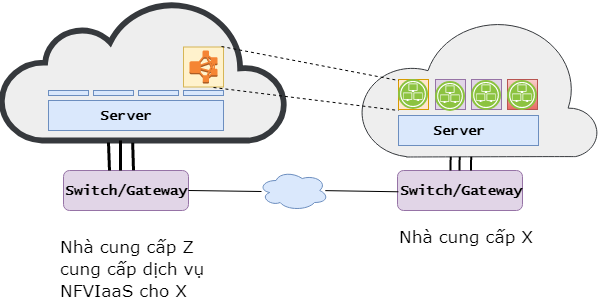 Server
Server
Switch/Gateway
Switch/Gateway
Nhà cung cấp Z
cung cấp dịch vụ
NFVIaaS cho X
Nhà cung cấp X